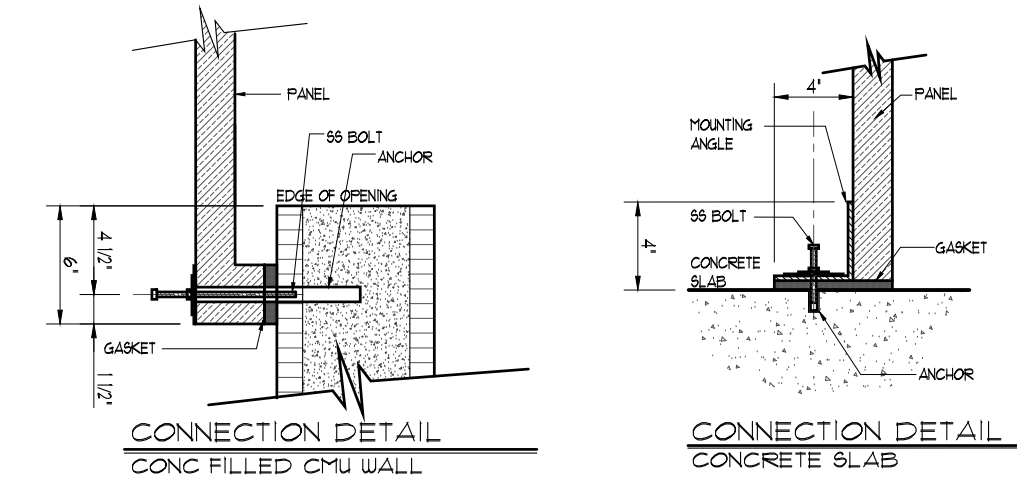 PANEL
SS BOLT
ANCHOR
EDGE OF OPENING
4 1/2"
6"
GASKET
1 1/2"
CONNECTION DETAIL
CONC FILLED CMU WALL
4"
PANEL
MOUNTING
ANGLE
SS BOLT
4"
GASKET
CONCRETE
SLAB
ANCHOR
CONNECTION DETAIL
CONCRETE SLAB